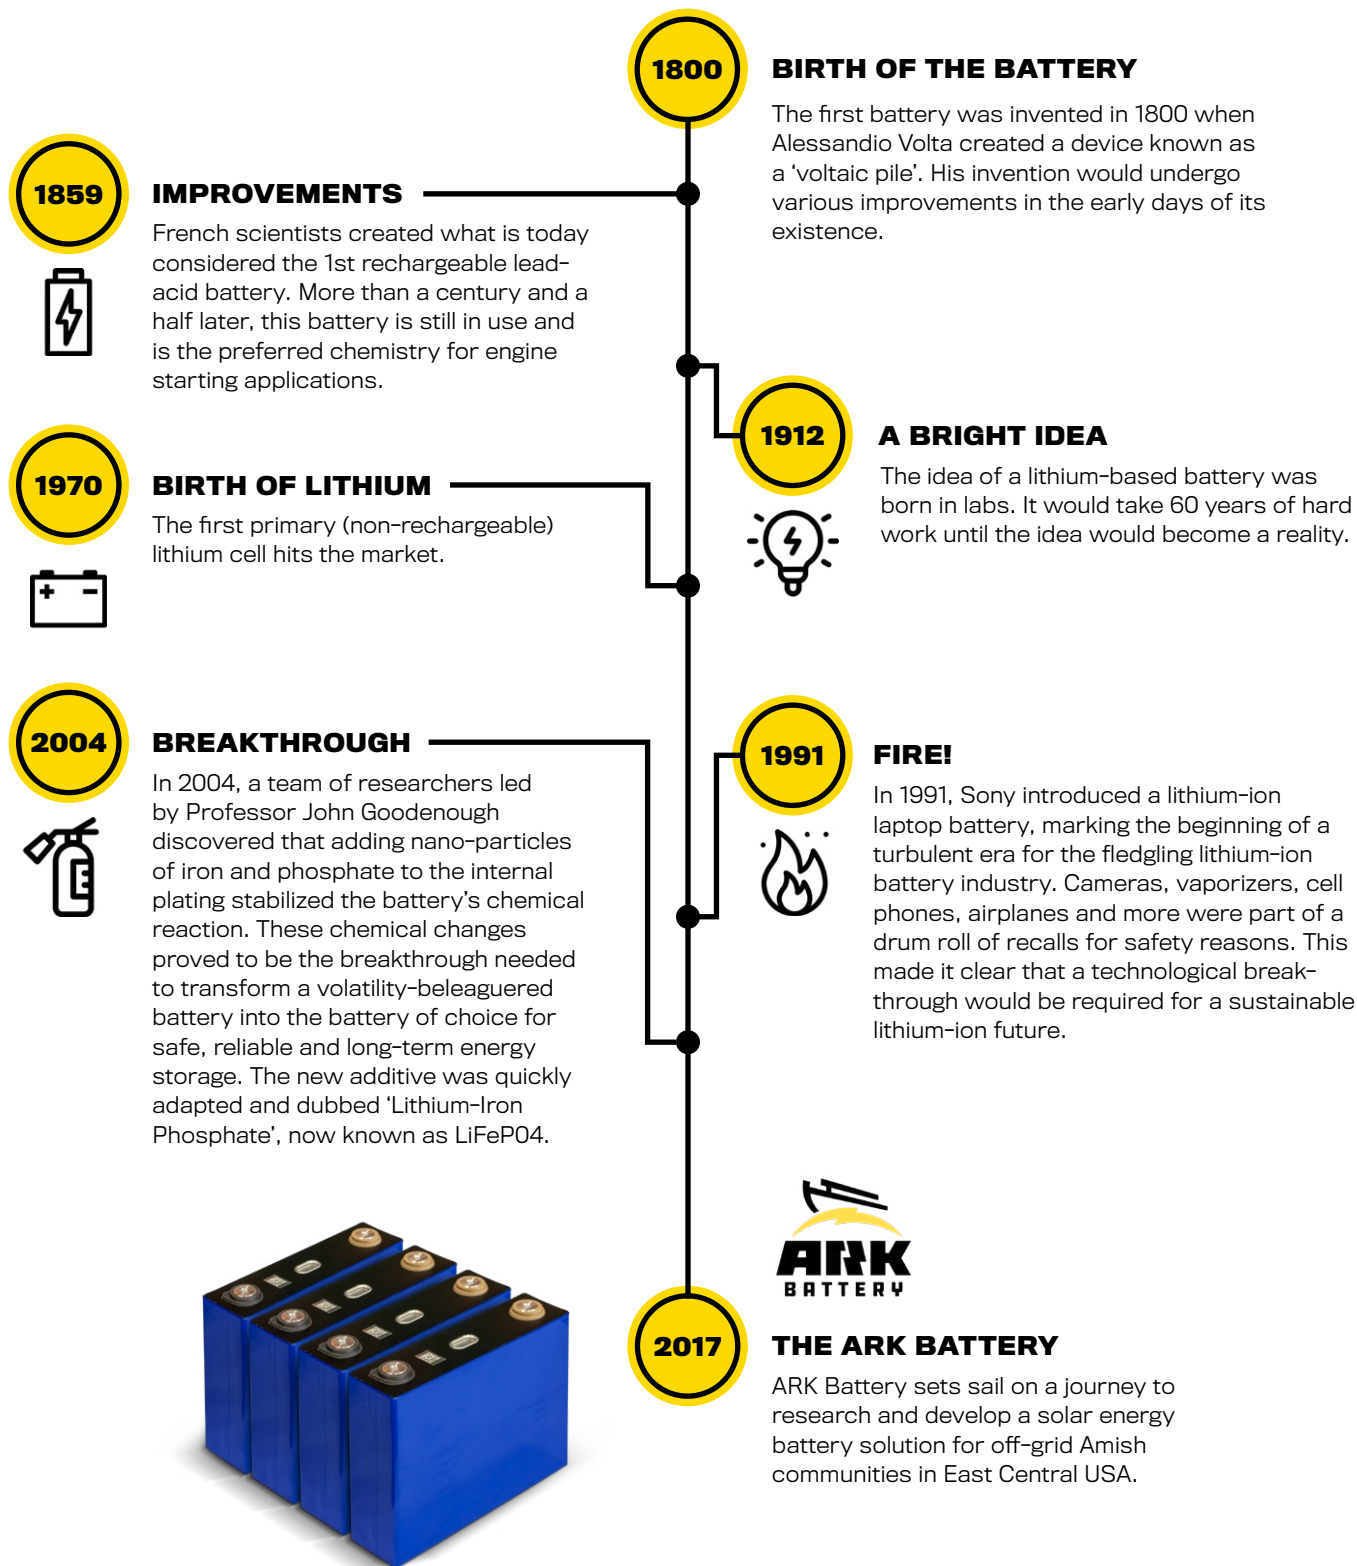 1800
BIRTH OF THE BATTERY
The first battery was invented in 1800 when
Alessandio Volta created a device known as
a ‘voltaic pile’. His invention would undergo
various improvements in the early days of its
existence.
1859
IMPROVEMENTS
French scientists created what is today
considered the 1st rechargeable lead-
acid battery. More than a century and a
half later, this battery is still in use and
is the preferred chemistry for engine
starting applications.
1912
A BRIGHT IDEA
The idea of a lithium-based battery was
born in labs. It would take 60 years of hard
work until the idea would become a reality.
1970
BIRTH OF LITHIUM
The first primary (non-rechargeable)
lithium cell hits the market.
1991
FIRE!
In 1991, Sony introduced a lithium-ion
laptop battery, marking the beginning of a
turbulent era for the fledgling lithium-ion
battery industry. Cameras, vaporizers, cell
phones, airplanes and more were part of a
drum roll of recalls for safety reasons. This
made it clear that a technological break-
through would be required for a sustainable
lithium-ion future.
2004
BREAKTHROUGH
In 2004, a team of researchers led
by Professor John Goodenough
discovered that adding nano-particles
of iron and phosphate to the internal
plating stabilized the battery’s chemical
reaction. These chemical changes
proved to be the breakthrough needed
to transform a volatility-beleaguered
battery into the battery of choice for
safe, reliable and long-term energy
storage. The new additive was quickly
adapted and dubbed ‘Lithium-Iron
Phosphate’, now known as LiFeP04.
ARK
BATTERY
2017
THE ARK BATTERY
ARK Battery sets sail on a journey to
research and develop a solar energy
battery solution for off-grid Amish
communities in East Central USA.